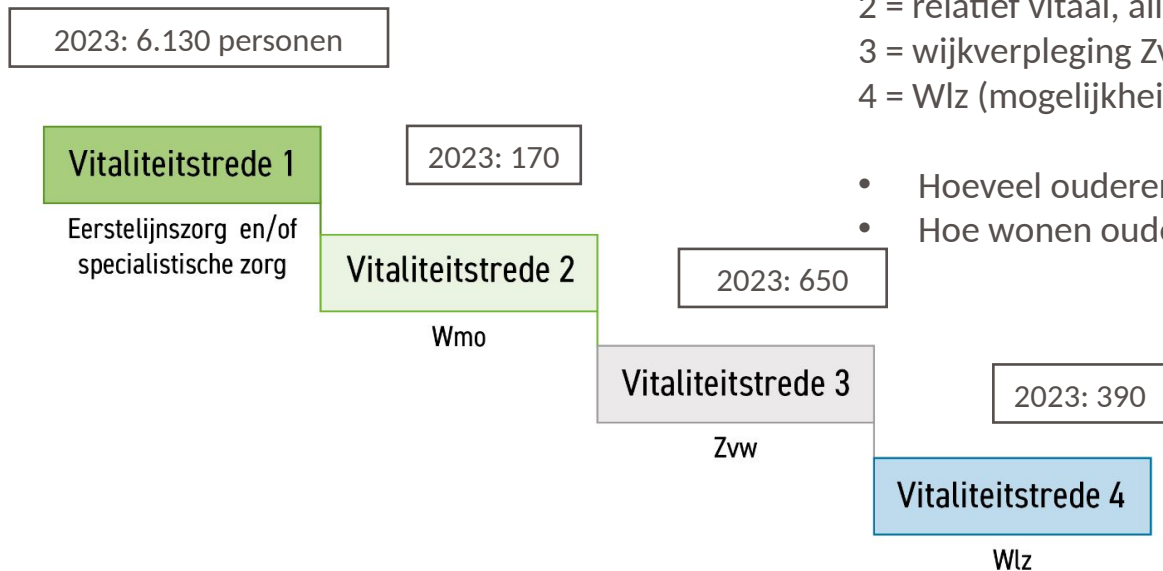 2 = relatief vitaal,
3 = wijkverpleging
4 = Wlz
2023: 6.130 personen
Vitaliteitstrede 1
Eerstelijnszorg en/of
specialistische zorg
2023: 170
Vitaliteitstrede 2
Wmo
• Hoeveel
• Hoe wonen
2023: 650
Vitaliteitstrede 3
Zvw
2023: 390
Vitaliteitstrede 4
Wlz